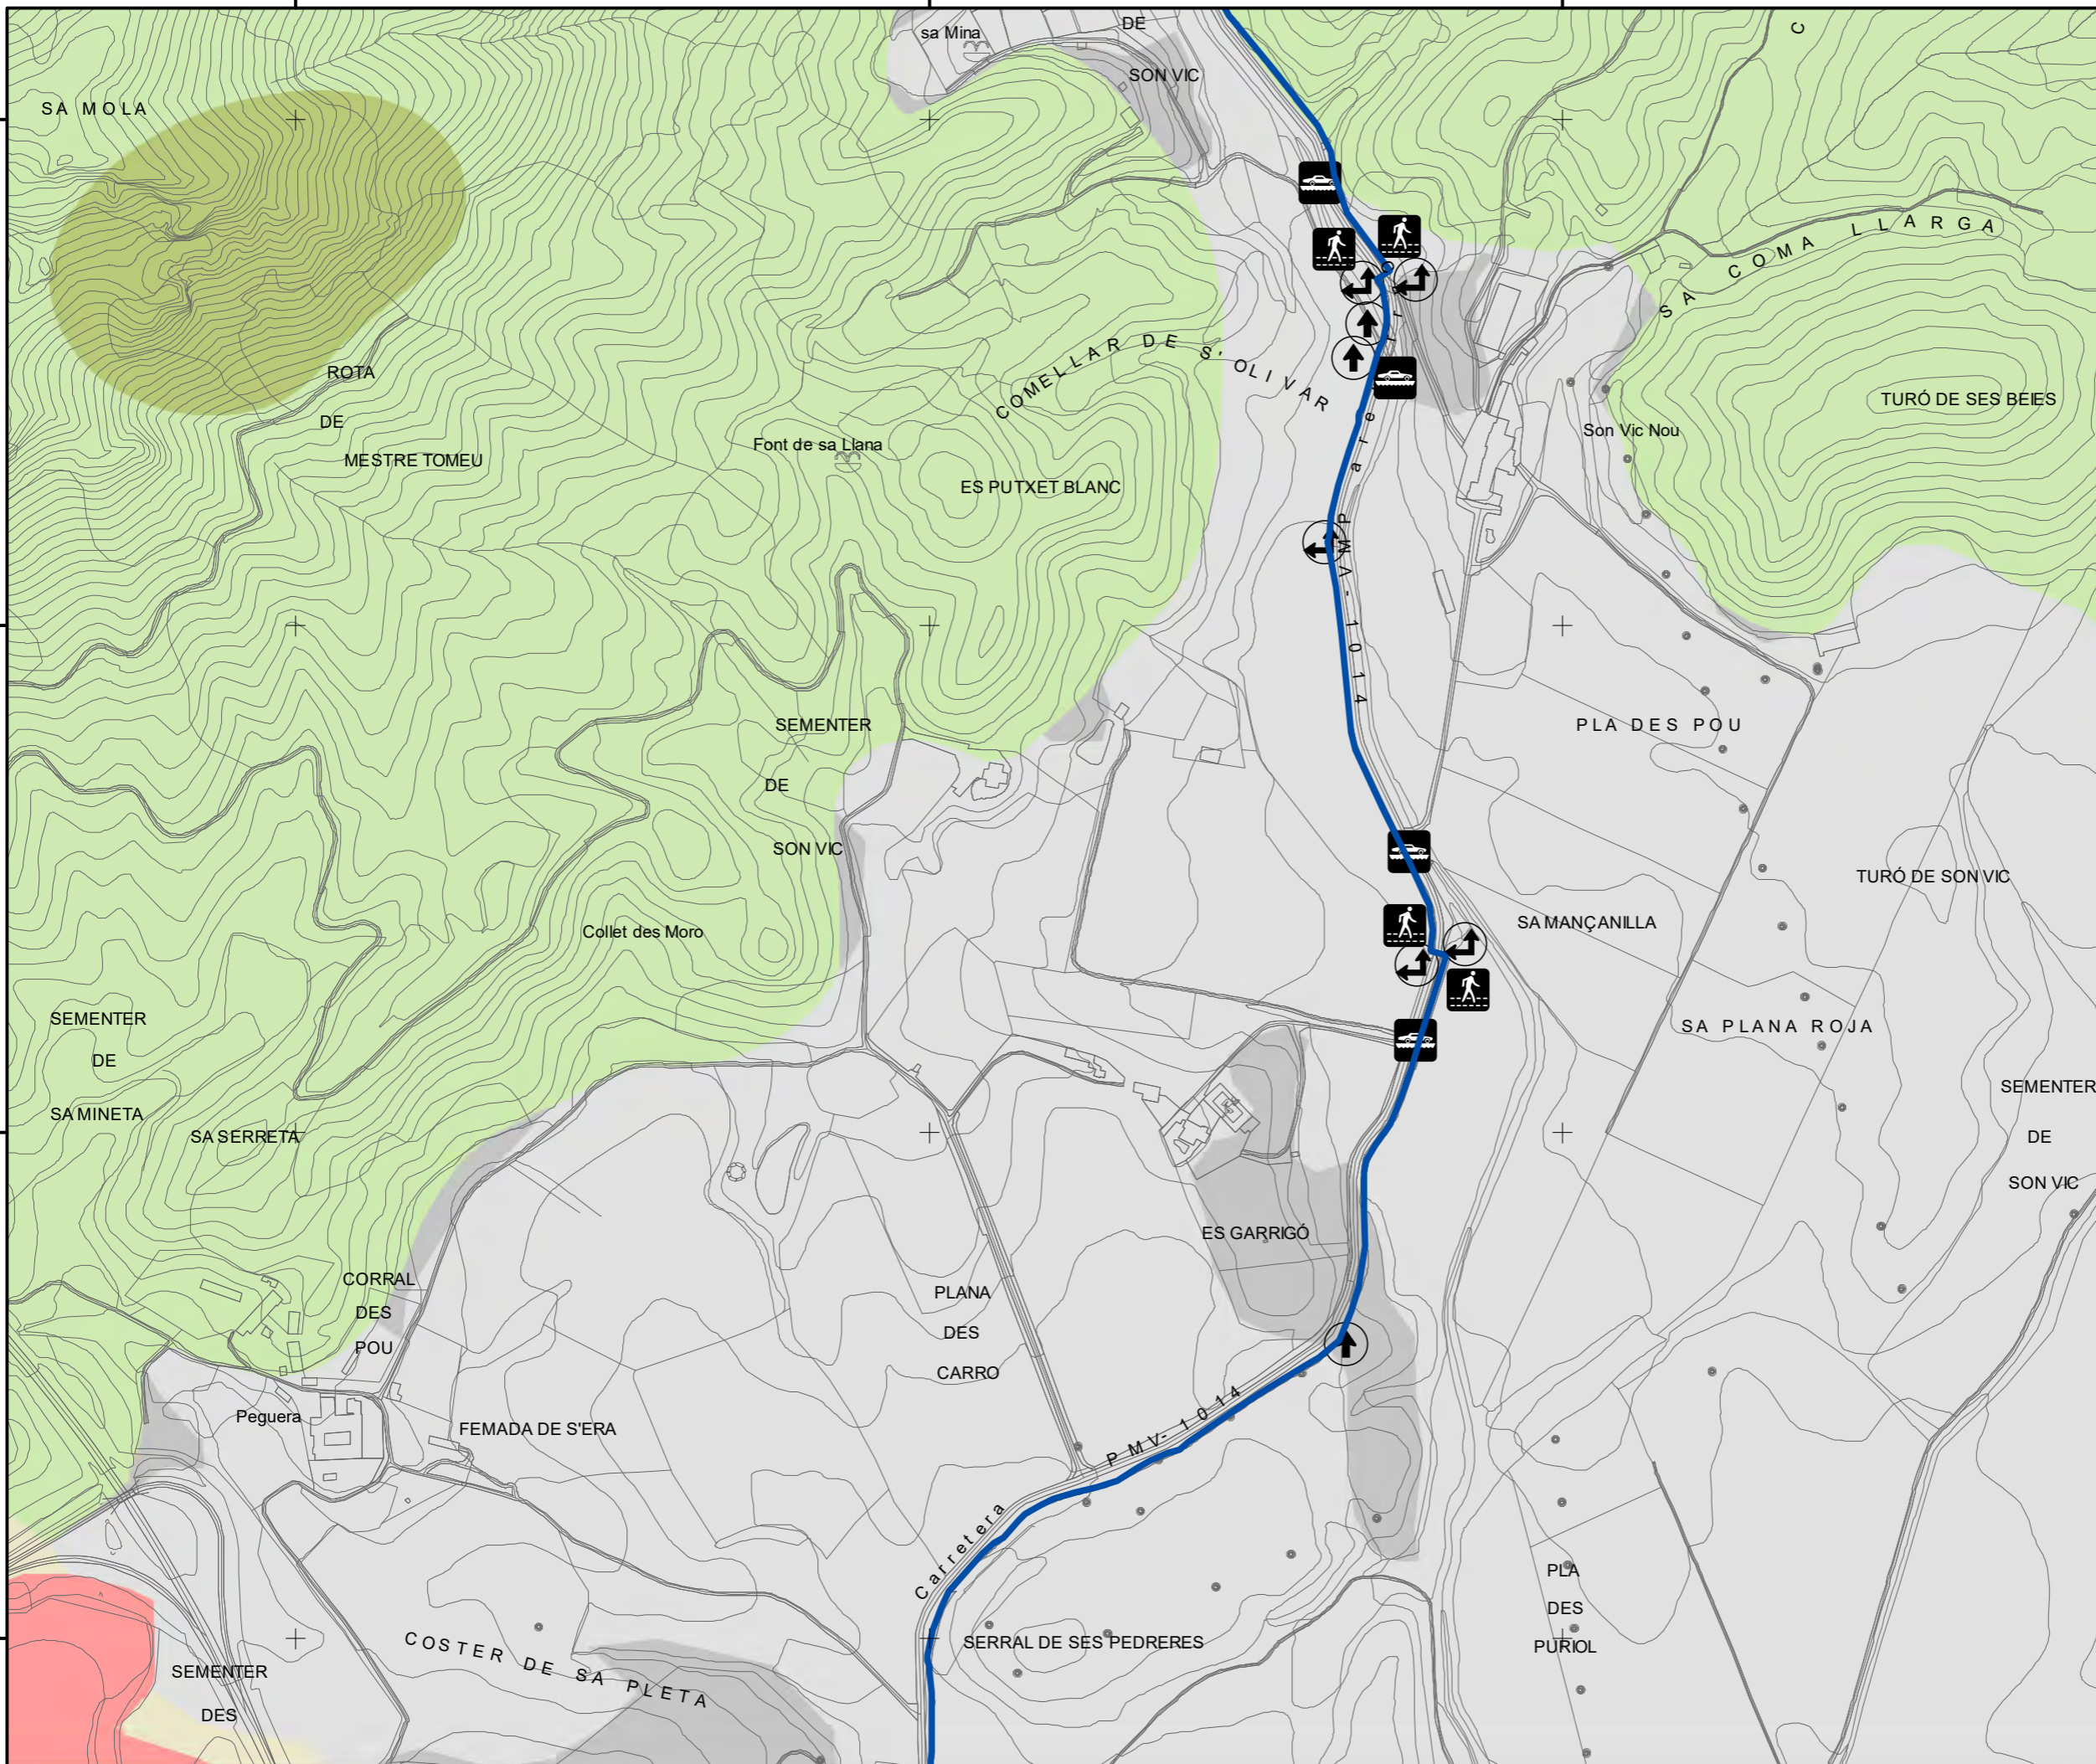 sa Mina
DE
SON VIC
C
SA MOLA
SA COMA LLARGA
ROTA
DE
MESTRE TOMEU
COMELLAR DE S'OLIVAR
Font de sa Llana
ES PUTXET BLANC
Son Vic Nou
TURÓ DE SES BEIES
Carretera PMV-1014
SEMENTER
DE
SON VIC
PLA DES POU
Collet des Moro
TURÓ DE SON VIC
SA MANÇANILLA
SA PLANA ROJA
SEMENTER
DE
SA MINETA
SA SERRETA
SEMENTER
DE
SON VIC
ES GARRIGÓ
CORRAL
DES
POU
PLANA
DES
CARRO
Peguera
FEMADA DE S'ERA
Carretera PMV-1014
PLA
DES
PURIOL
COSTER DE SA PLETA
SERRAL DE SES PEDRERES
SEMENTER
DES